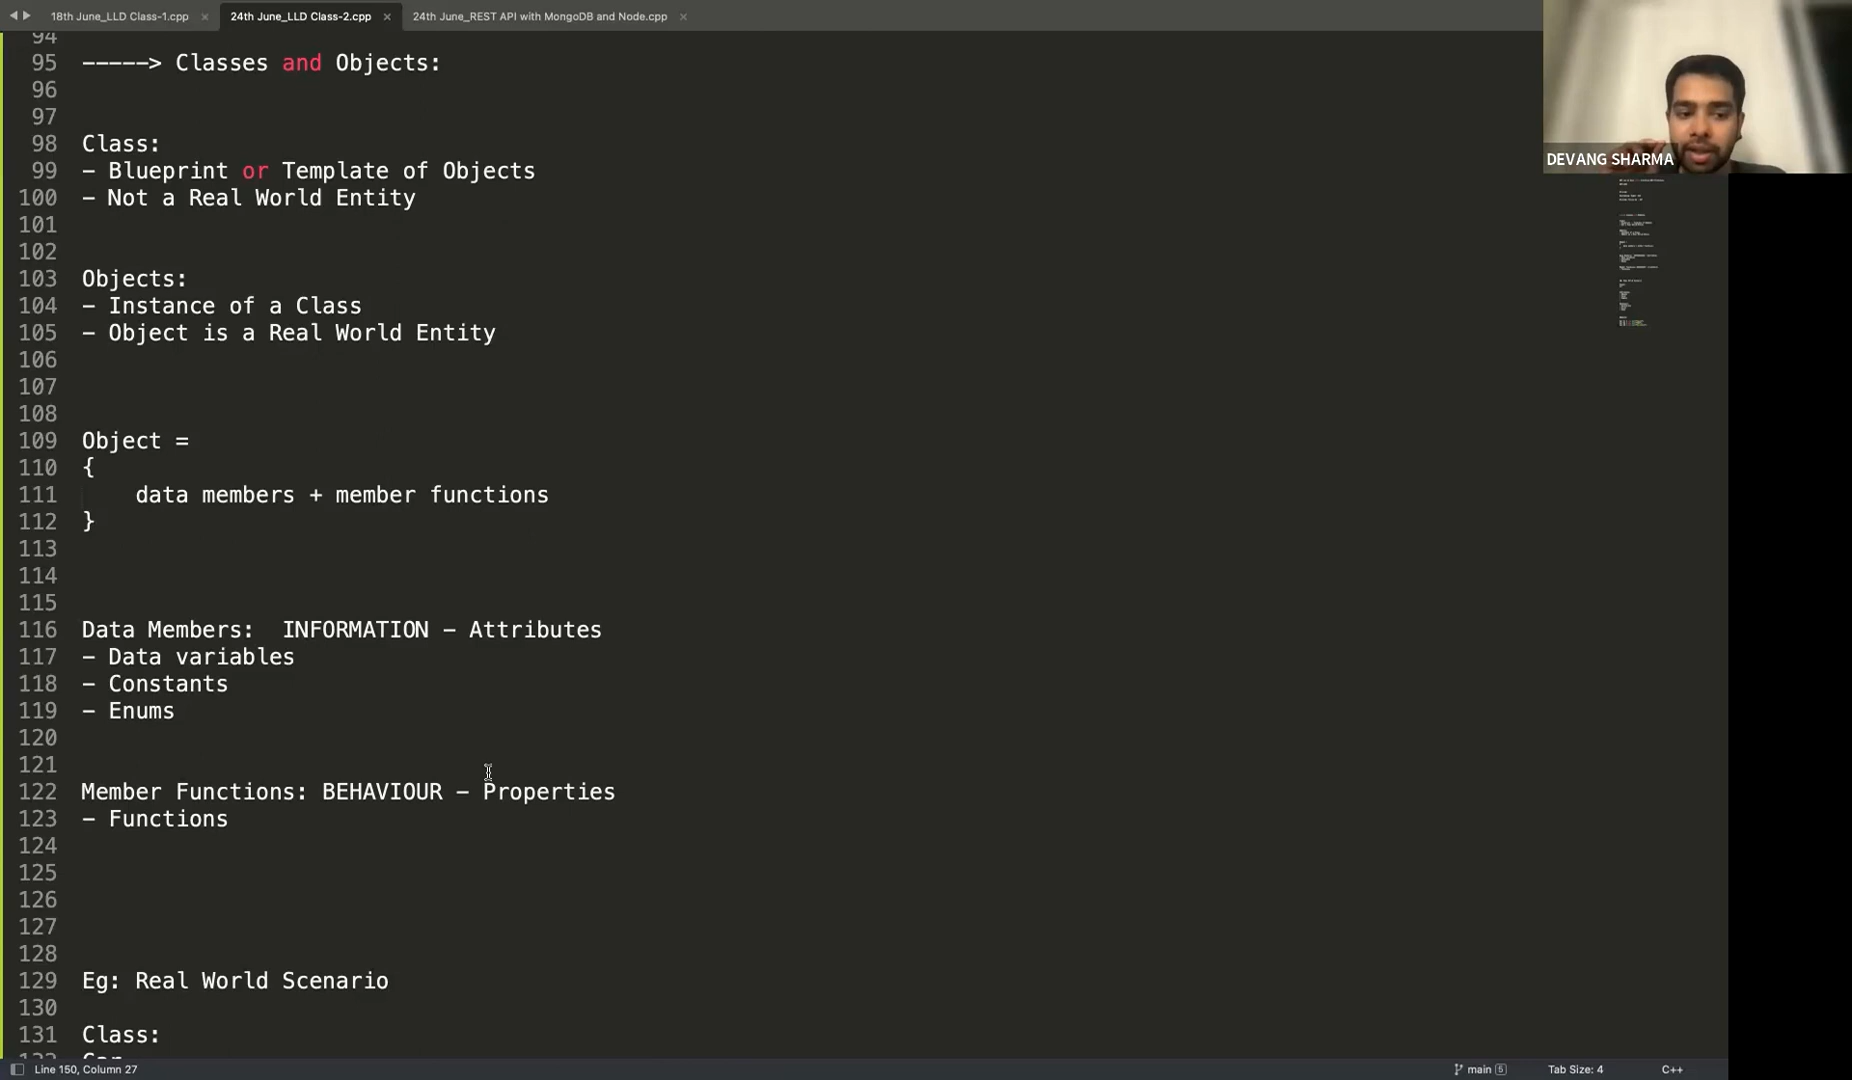 18th June_LLD Class-1.cpp
24th June_LLD Class-2.cpp
24th June_REST API with MongoDB and Node.cpp
94
95 -----> Classes and Objects:
96
97
98 Class:
99 - Blueprint or Template of Objects
100 - Not a Real World Entity
101
102
103 Objects:
104 - Instance of a Class
105 - Object is a Real World Entity
106
107
108
109 Object =
110 {
111 data members + member functions
112 }
113
114
115
116 Data Members: INFORMATION - Attributes
117 - Data variables
118 - Constants
119 - Enums
120
121
122 Member Functions: BEHAVIOUR - Properties
123 - Functions
124
125
126
127
128
129 Eg: Real World Scenario
130
131 Class:
132 Car
DEVANG SHARMA
Line 150, Column 27
main 5
Tab Size: 4
C++